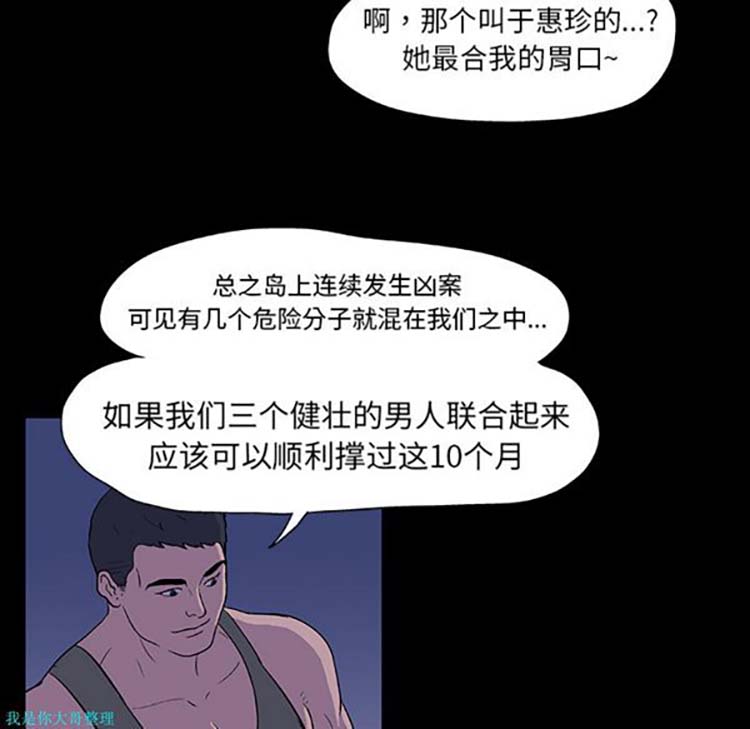 啊，那个叫于惠珍的...?
她最合我的胃口~
总之岛上连续发生凶案
可见有几个危险分子就混在我们之中...
如果我们三个健壮的男人联合起来
应该可以顺利撑过这10个月
我是你大哥整理